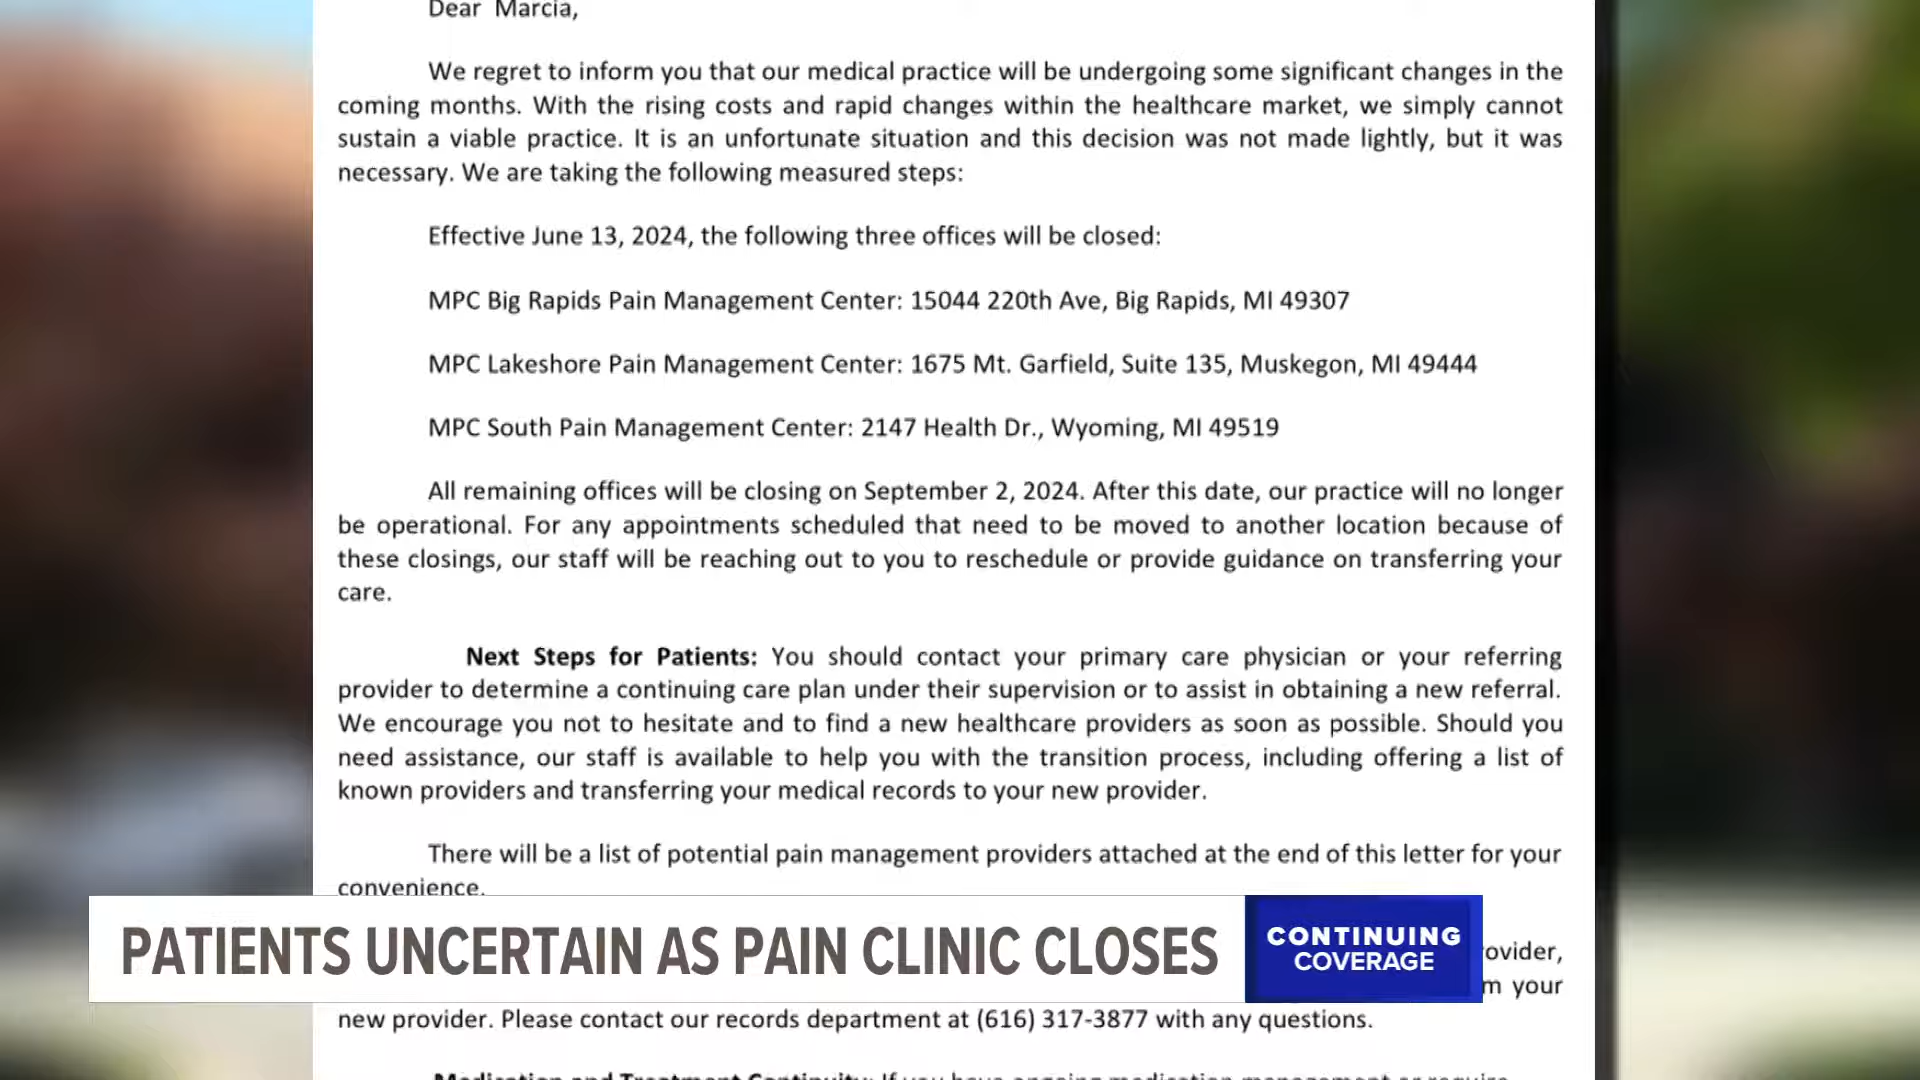 Dear Marcia,
We regret to inform you that our medical practice will be undergoing some significant changes in the
coming months. With the rising costs and rapid changes within the healthcare market, we simply cannot
sustain a viable practice. It is an unfortunate situation and this decision was not made lightly, but it was
necessary. We are taking the following measured steps:
Effective June 13, 2024, the following three offices will be closed:
MPC Big Rapids Pain Management Center: 15044 220th Ave, Big Rapids, MI 49307
MPC Lakeshore Pain Management Center: 1675 Mt. Garfield, Suite 135, Muskegon, MI 49444
MPC South Pain Management Center: 2147 Health Dr., Wyoming, MI 49519
All remaining offices will be closing on September 2, 2024. After this date, our practice will no longer
be operational. For any appointments scheduled that need to be moved to another location because of
these closings, our staff will be reaching out to you to reschedule or provide guidance on transferring your
care.
Next Steps for Patients: You should contact your primary care physician or your referring
provider to determine a continuing care plan under their supervision or to assist in obtaining a new referral.
We encourage you not to hesitate and to find a new healthcare providers as soon as possible. Should you
need assistance, our staff is available to help you with the transition process, including offering a list of
known providers and transferring your medical records to your new provider.
There will be a list of potential pain management providers attached at the end of this letter for your
convenience.
PATIENTS UNCERTAIN AS PAIN CLINIC CLOSES
CONTINUING
COVERAGE
your
new provider. Please contact our records department at (616) 317-3877 with any questions.
Medication and Treatment Continuity: If you have ongoing medication management or require